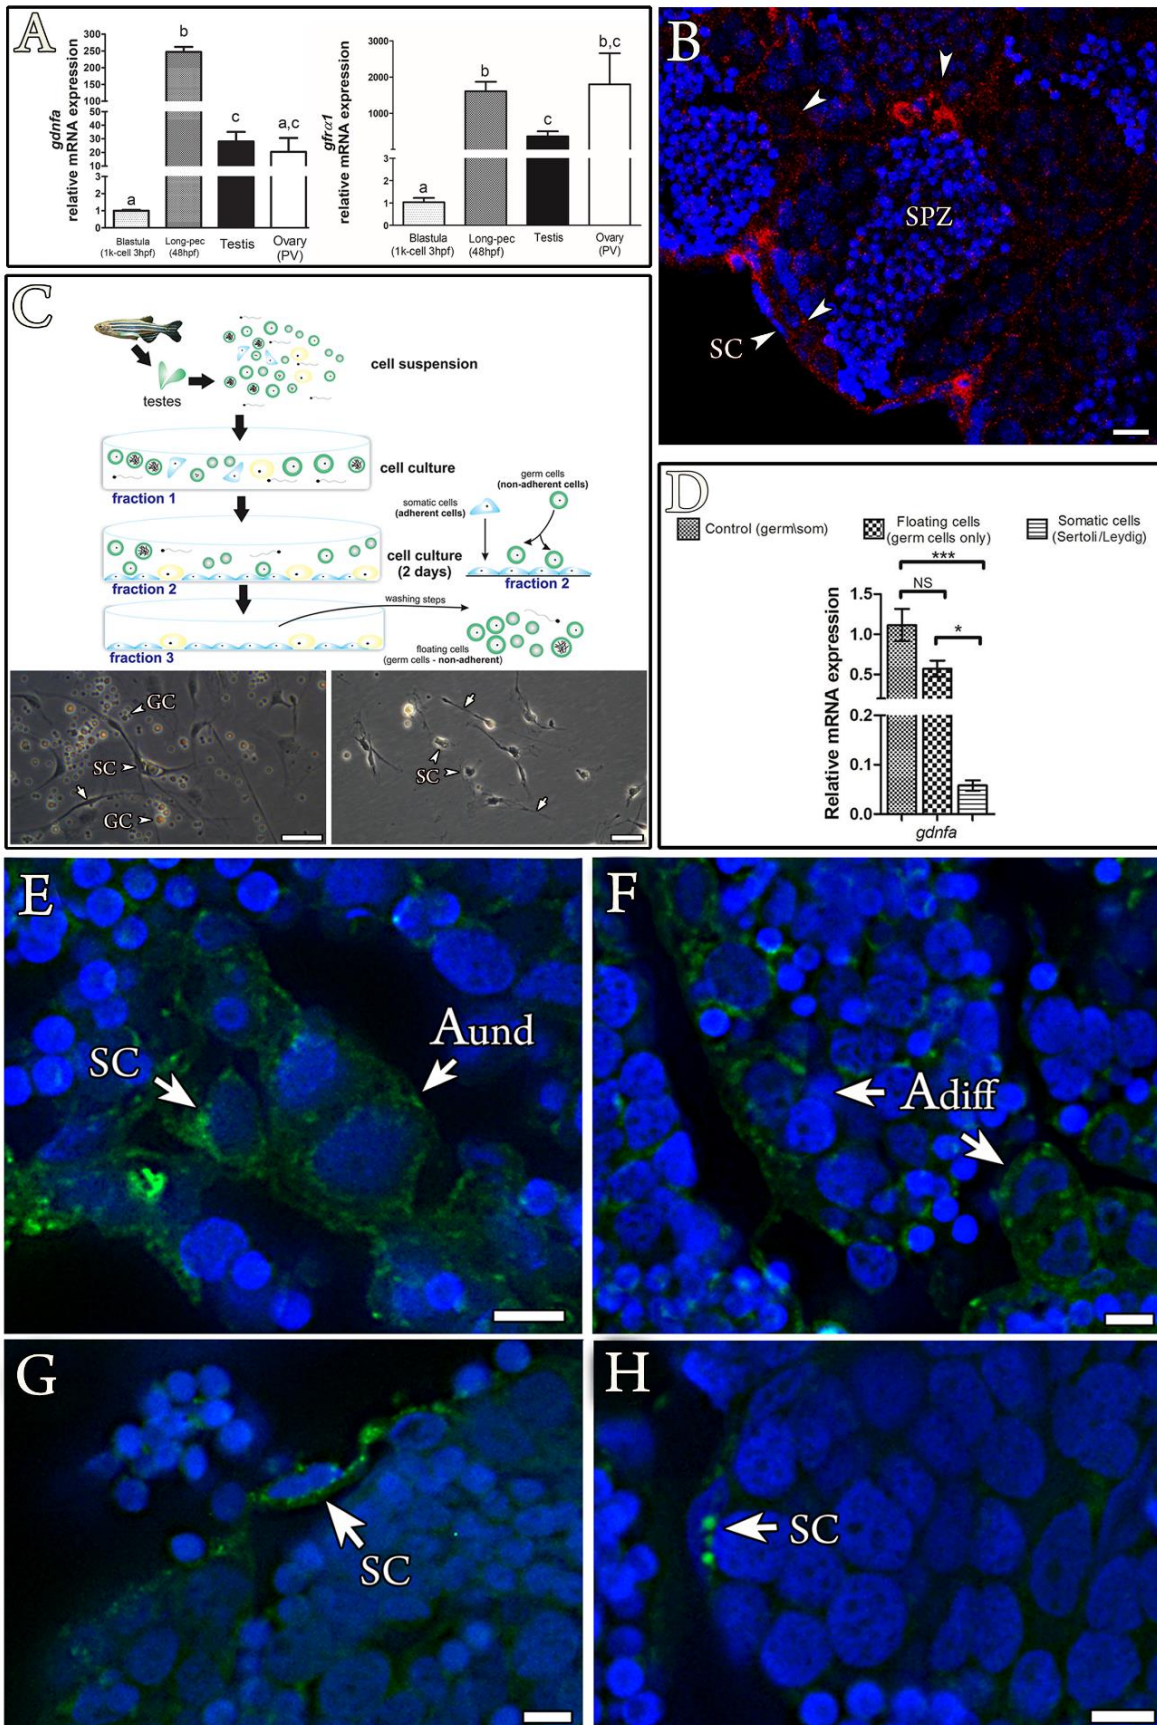 A
gdnfa
relative mRNA expression
300
250
200
150
100
50
40
30
20
10
3
2
1
0
a
b
c
a,c
Blastula
(1k-cell 3hpf)
Long-pec
(48hpf)
Testis
Ovary
(PV)
gfrα1
relative mRNA expression
3000
2000
1000
3
2
1
0
a
b
c
b,c
Blastula
(1k-cell 3hpf)
Long-pec
(48hpf)
Testis
Ovary
(PV)
B
SPZ
SC
C
testes
cell suspension
cell culture
fraction 1
somatic cells
(adherent cells)
germ cells
(non-adherent cells)
cell culture
(2 days)
fraction 2
fraction 2
washing steps
fraction 3
floating cells
(germ cells - non-adherent)
GC
SC
GC
SC
D
Control (germ\som)
Floating cells
(germ cells only)
Somatic cells
(Sertoli/Leydig)
***
NS
*
Relative mRNA expression
1.5
1.0
0.5
0.2
0.1
0.0
gdnfa
E
SC
Aund
F
Adiff
G
SC
H
SC